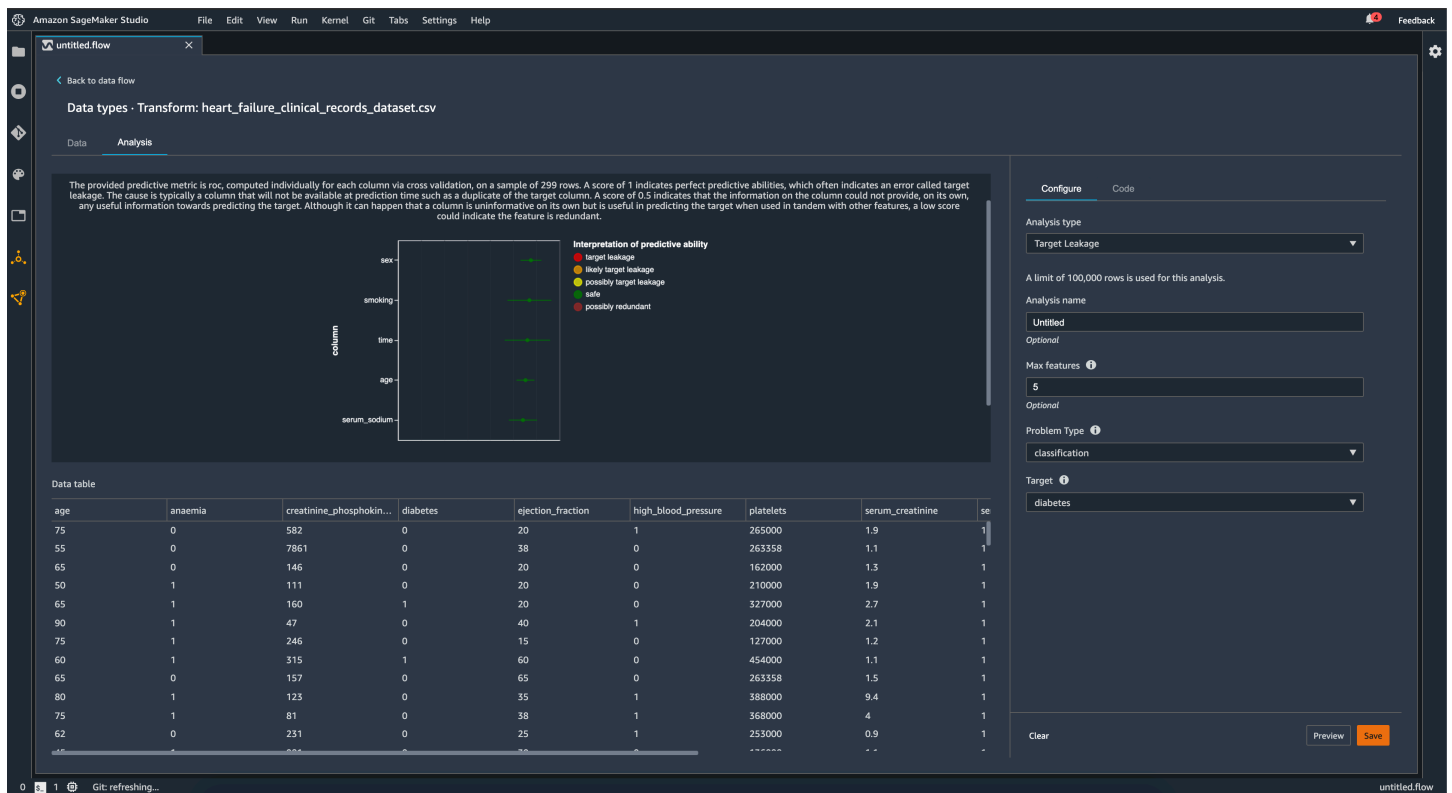 Amazon SageMaker Studio File Edit View Run Kernel Git Tabs Settings Help 4 Feedback
untitled.flow
Back to data flow
Data types · Transform: heart_failure_clinical_records_dataset.csv
Data Analysis
The provided predictive metric is roc, computed individually for each column via cross validation, on a sample of 299 rows. A score of 1 indicates perfect predictive abilities, which often indicates an error called target
leakage. The cause is typically a column that will not be available at prediction time such as a duplicate of the target column. A score of 0.5 indicates that the information on the column could not provide, on its own,
any useful information towards predicting the target. Although it can happen that a column is uninformative on its own but is useful in predicting the target when used in tandem with other features, a low score
could indicate the feature is redundant.
column
sex
smoking
time
age
serum_sodium
Interpretation of predictive ability
target leakage
likely target leakage
possibly target leakage
safe
possibly redundant
Data table
age anaemia creatinine_phosphokin... diabetes ejection_fraction high_blood_pressure platelets serum_creatinine se
75 0 582 0 20 1 265000 1.9 1
55 0 7861 0 38 0 263358 1.1 1
65 0 146 0 20 0 162000 1.3 1
50 1 111 0 20 0 210000 1.9 1
65 1 160 1 20 0 327000 2.7 1
90 1 47 0 40 1 204000 2.1 1
75 1 246 0 15 0 127000 1.2 1
60 1 315 1 60 0 454000 1.1 1
65 0 157 0 65 0 263358 1.5 1
80 1 123 0 35 1 388000 9.4 1
75 1 81 0 38 1 368000 4 1
62 0 231 0 25 1 253000 0.9 1
Configure Code
Analysis type
Target Leakage
A limit of 100,000 rows is used for this analysis.
Analysis name
Untitled
Optional
Max features
5
Optional
Problem Type
classification
Target
diabetes
Clear Preview Save
0 $_ 1 Git: refreshing... untitled.flow